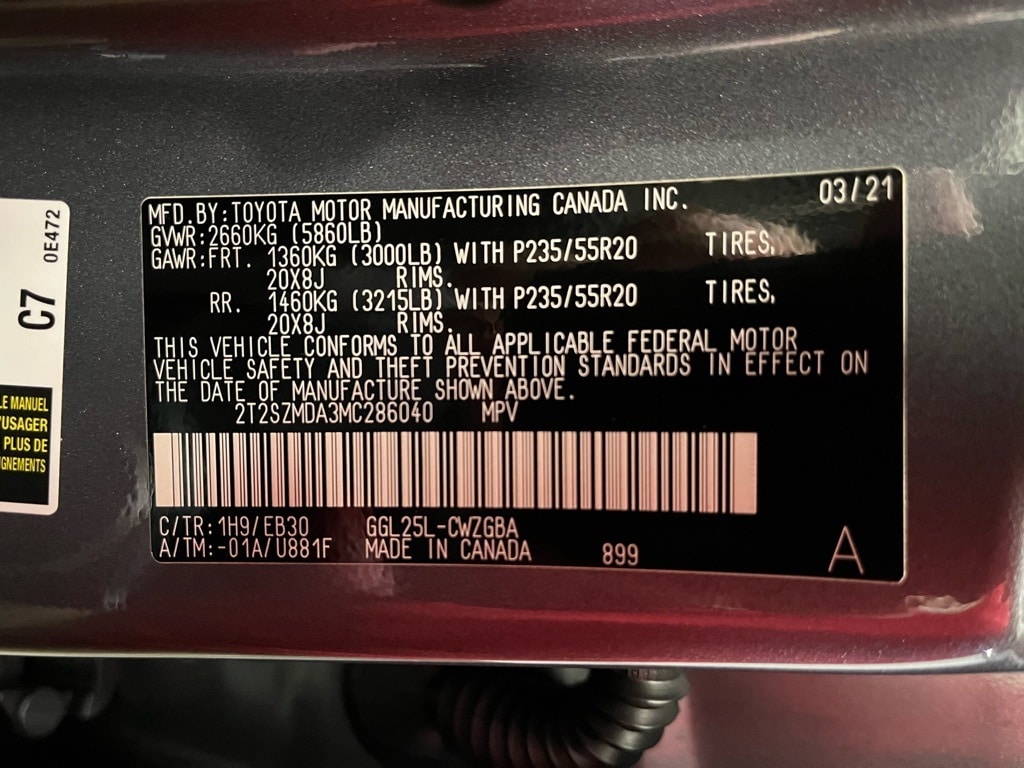 MFD.BY:TOYOTA MOTOR MANUFACTURING CANADA INC. 03/21
GVWR:2660KG (5860LB)
GAWR:FRT. 1360KG (3000LB) WITH P235/55R20 TIRES,
20X8J RIMS.
RR. 1460KG (3215LB) WITH P235/55R20 TIRES,
20X8J RIMS.
THIS VEHICLE CONFORMS TO ALL APPLICABLE FEDERAL MOTOR
VEHICLE SAFETY AND THEFT PREVENTION STANDARDS IN EFFECT ON
THE DATE OF MANUFACTURE SHOWN ABOVE.
2T2SZMDA3MC286040 MPV
C/TR:1H9/EB30 GGL25L-CWZGBA
A/TM:-01A/U881F MADE IN CANADA 899 A
C7 0E472
LE MANUEL
'USAGER
PLUS DE
IGNEMENTS